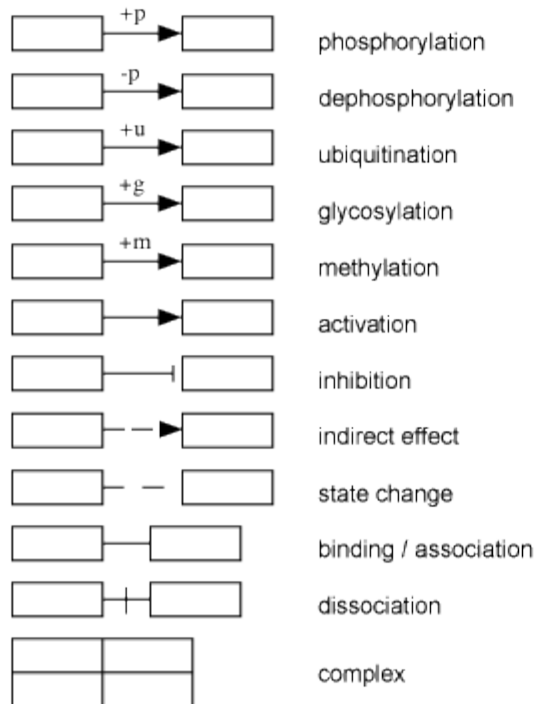 +p phosphorylation
-p dephosphorylation
+u ubiquitination
+g glycosylation
+m methylation
activation
inhibition
indirect effect
state change
binding / association
dissociation
complex